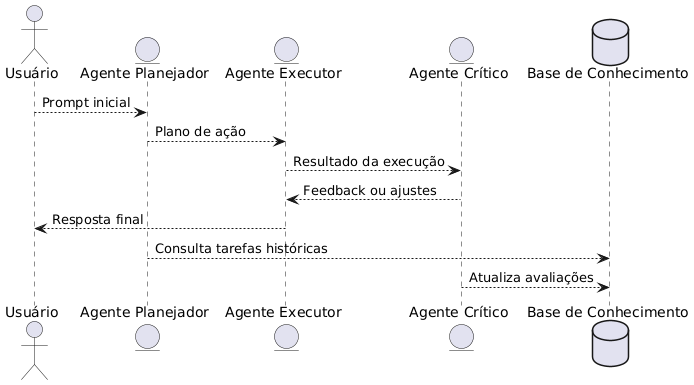 Usuário
Agente Planejador
Agente Executor
Agente Crítico
Base de Conhecimento
Prompt inicial
Plano de ação
Resultado da execução
Feedback ou ajustes
Resposta final
Consulta tarefas históricas
Atualiza avaliações
Usuário
Agente Planejador
Agente Executor
Agente Crítico
Base de Conhecimento